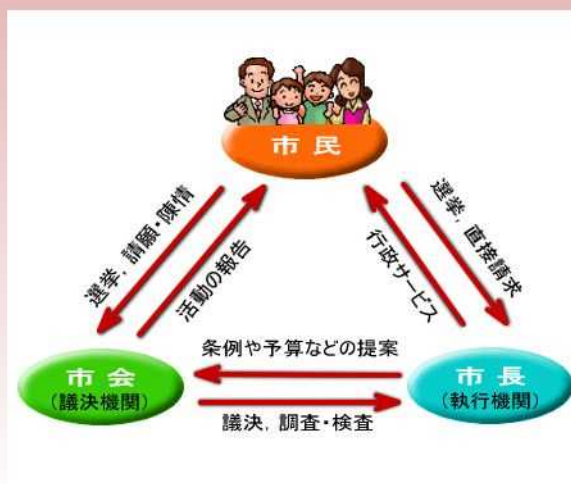 市民
選挙, 請願・陳情
活動の報告
行政サービス
選挙, 直接請求
条例や予算などの提案
市会
(議決機関)
市長
(執行機関)
議決, 調査・検査